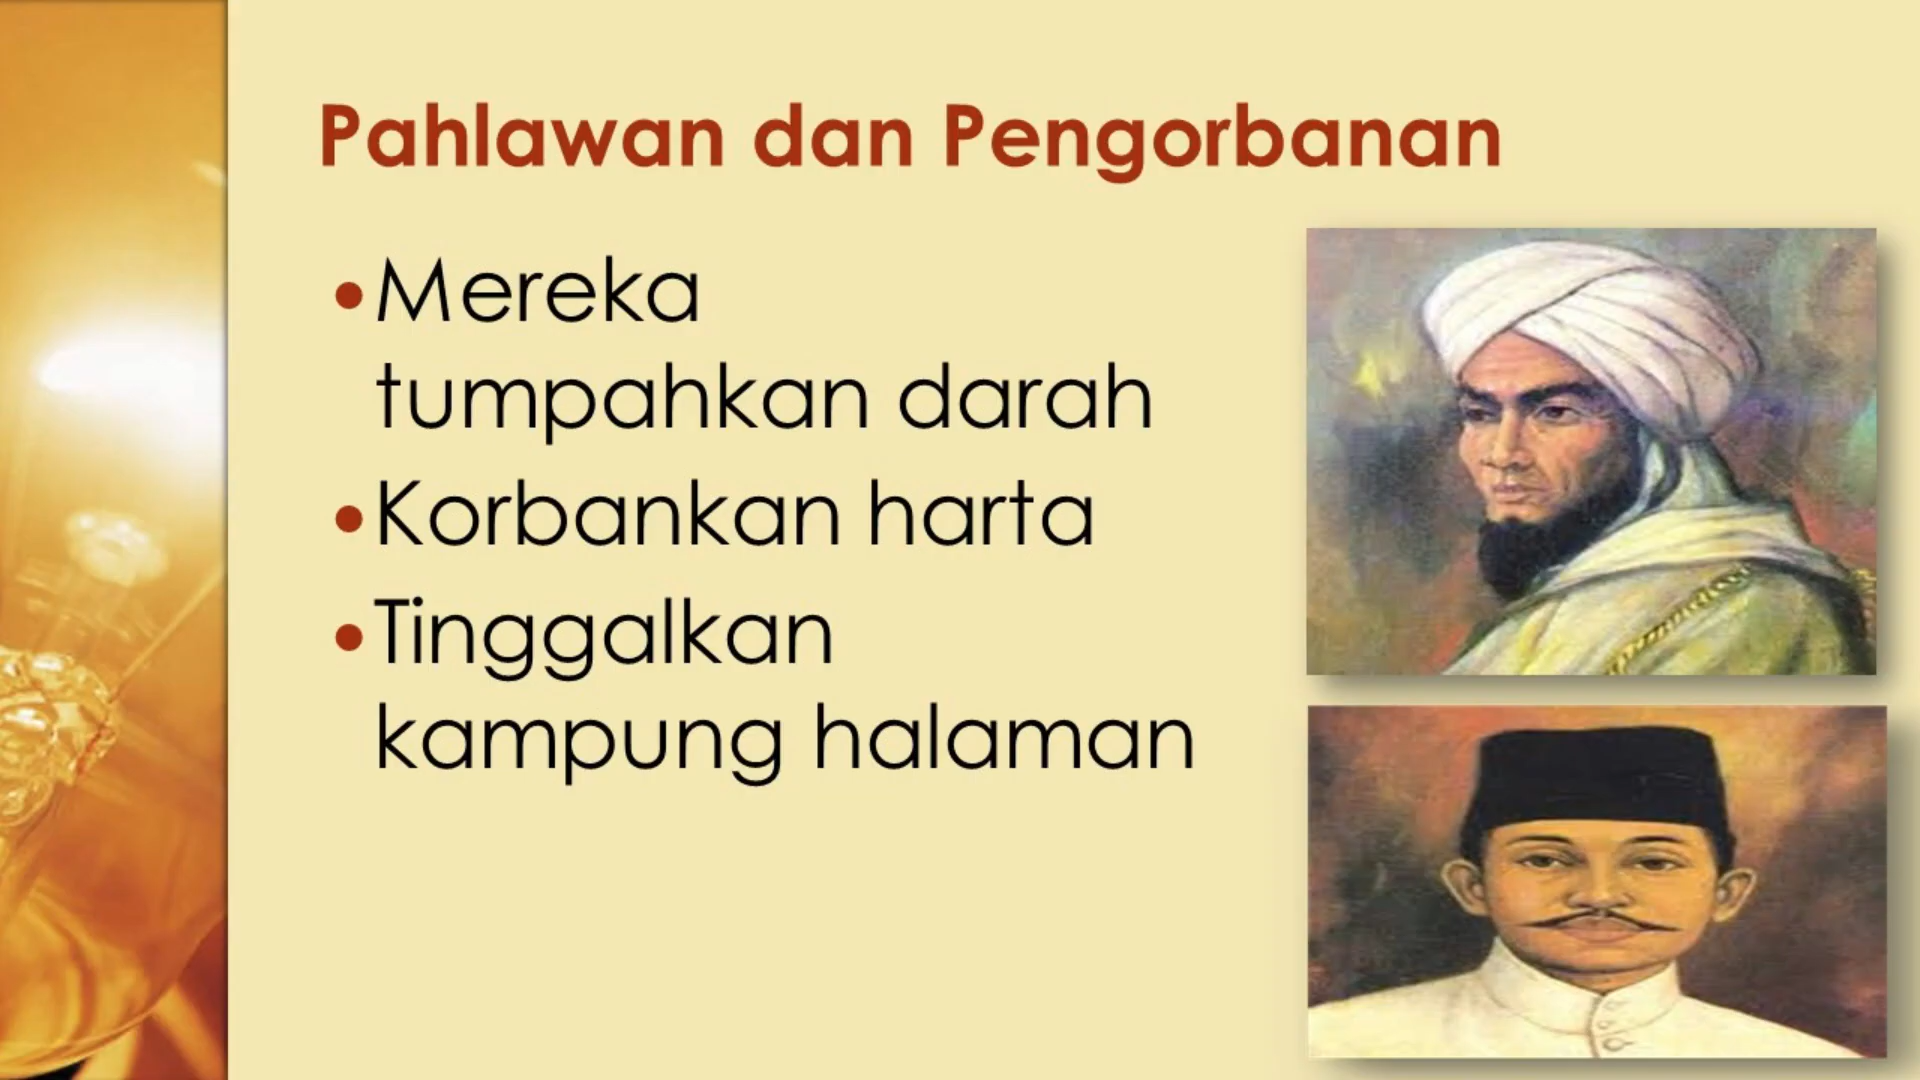 Pahlawan dan Pengorbanan
•Mereka
tumpahkan darah
•Korbankan harta
•Tinggalkan
kampung halaman